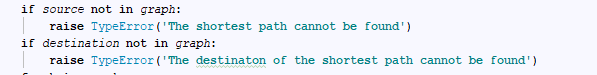 if source not in graph:
raise TypeError('The shortest path cannot be found')
if destination not in graph:
raise TypeError('The destinaton of the shortest path cannot be found')